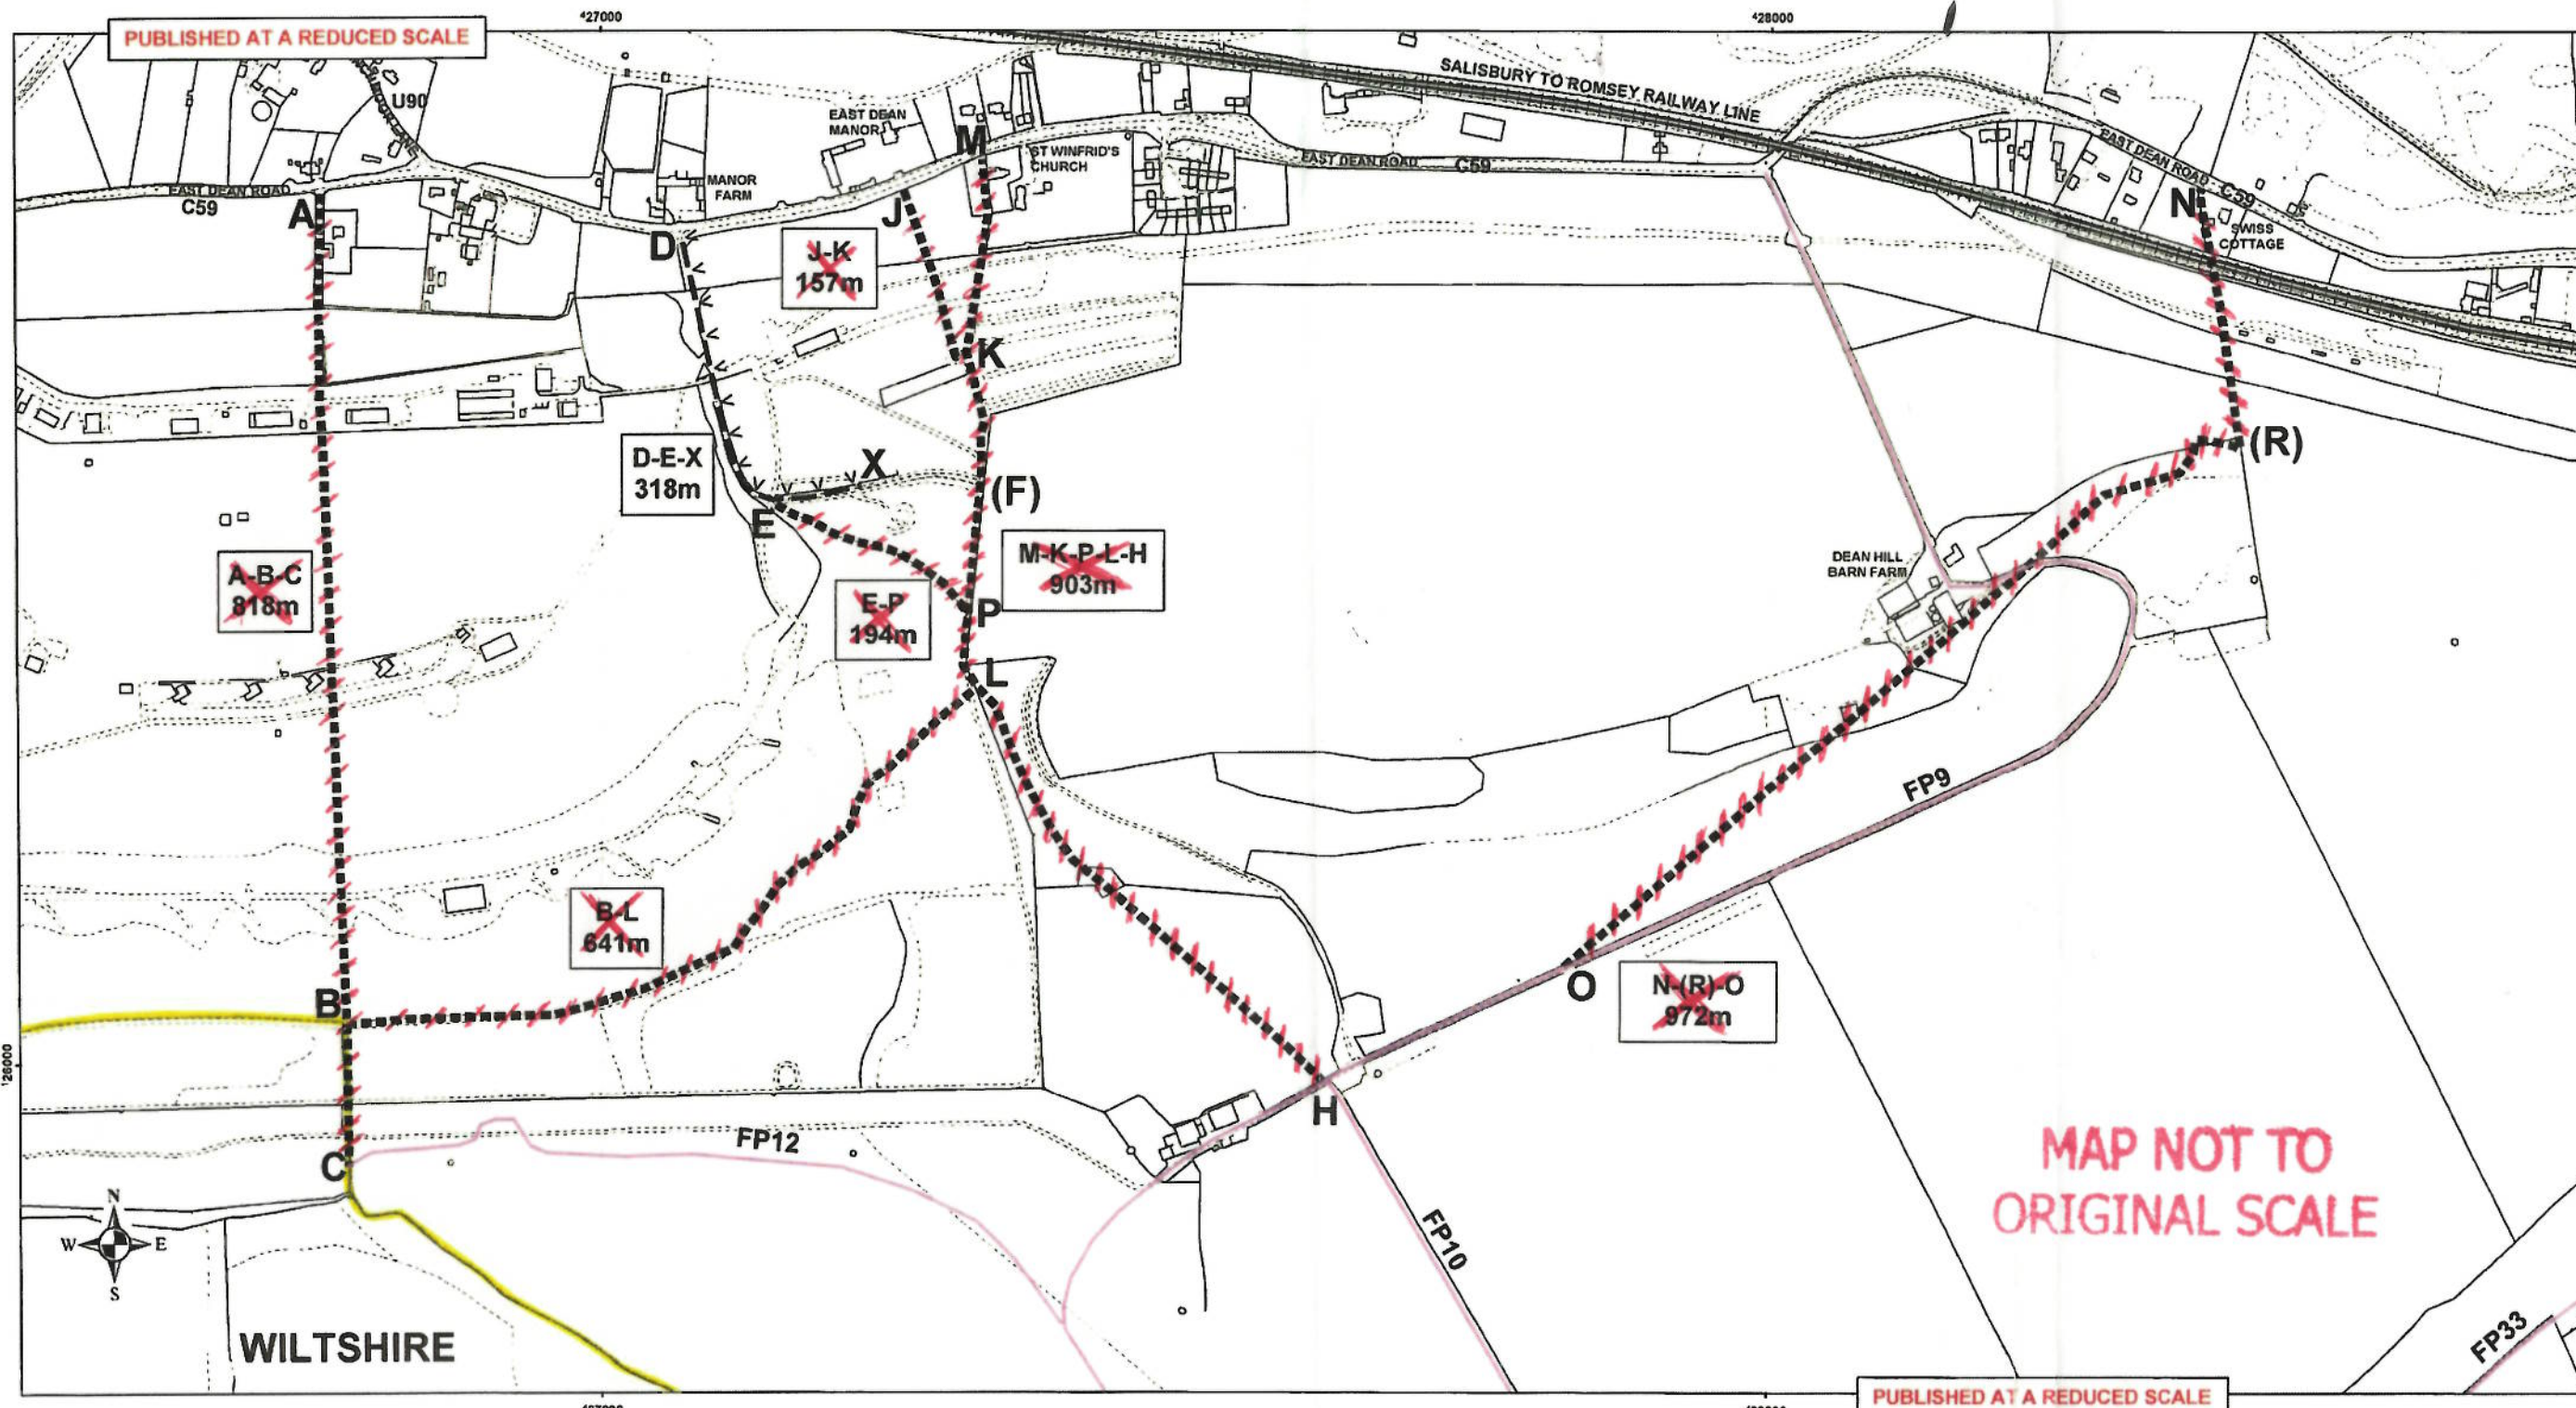 427000
428000
PUBLISHED AT A REDUCED SCALE
SALISBURY TO ROMSEY RAILWAY LINE
U90
EAST DEAN
MANOR
M
ST WINFRID'S
CHURCH
EAST DEAN ROAD
C59
EAST DEAN ROAD
C59
MANOR
FARM
EAST DEAN ROAD
C59
A
J
N
SWISS
COTTAGE
D
J-K
157m
K
D-E-X
318m
X
(R)
(F)
E
M-K-P-L-H
903m
DEAN HILL
BARN FARM
A-B-C
818m
E-P
194m
P
L
FP9
B-L
641m
B
O
N-(R)-O
972m
126000
H
FP12
C
MAP NOT TO
ORIGINAL SCALE
N
W
E
S
FP10
WILTSHIRE
FP33
PUBLISHED AT A REDUCED SCALE